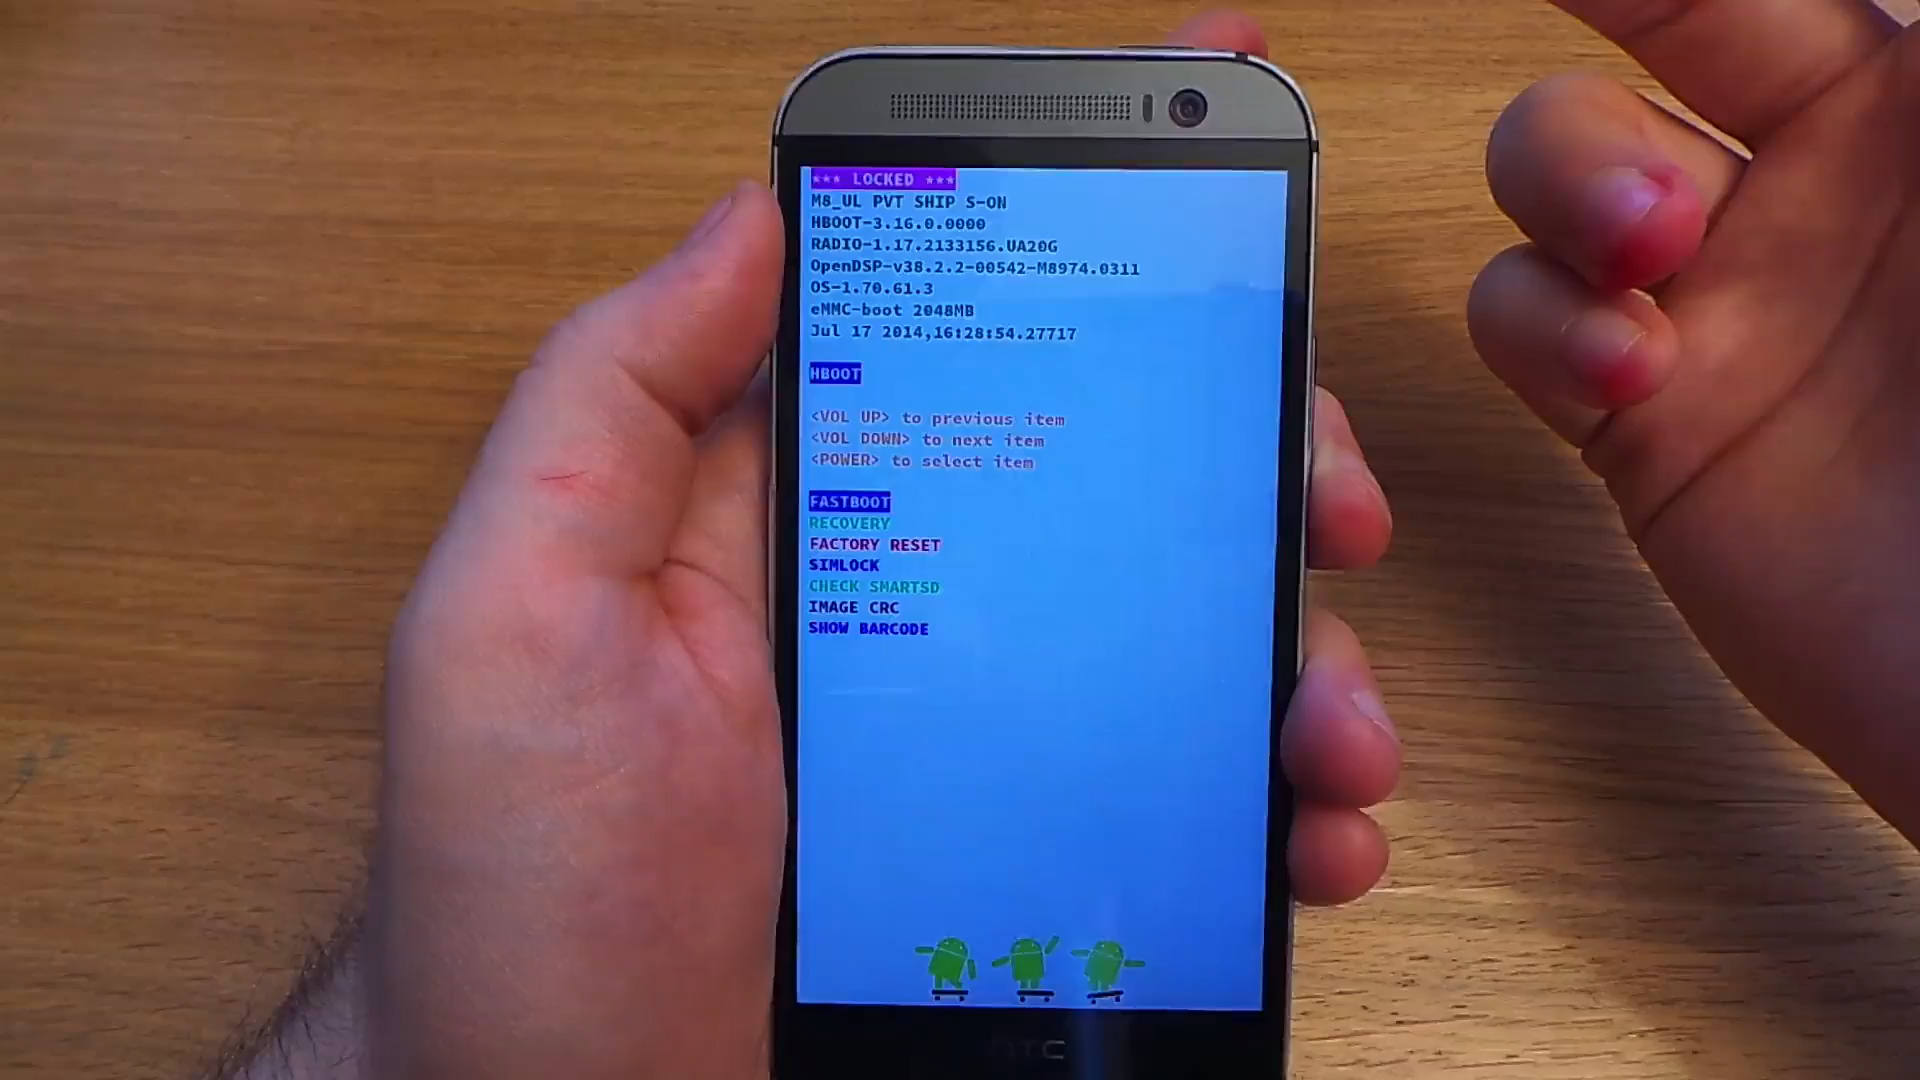 *** LOCKED ***
M8_UL PVT SHIP S-ON
HBOOT-3.16.0.0000
RADIO-1.17.2133156.UA20G
OpenDSP-v38.2.2-00542-M8974.0311
OS-1.70.61.3
eMMC-boot 2048MB
Jul 17 2014,16:28:54.27717
HBOOT
<VOL UP> to previous item
<VOL DOWN> to next item
<POWER> to select item
FASTBOOT
RECOVERY
FACTORY RESET
SIMLOCK
CHECK SMARTSD
IMAGE CRC
SHOW BARCODE
hTC